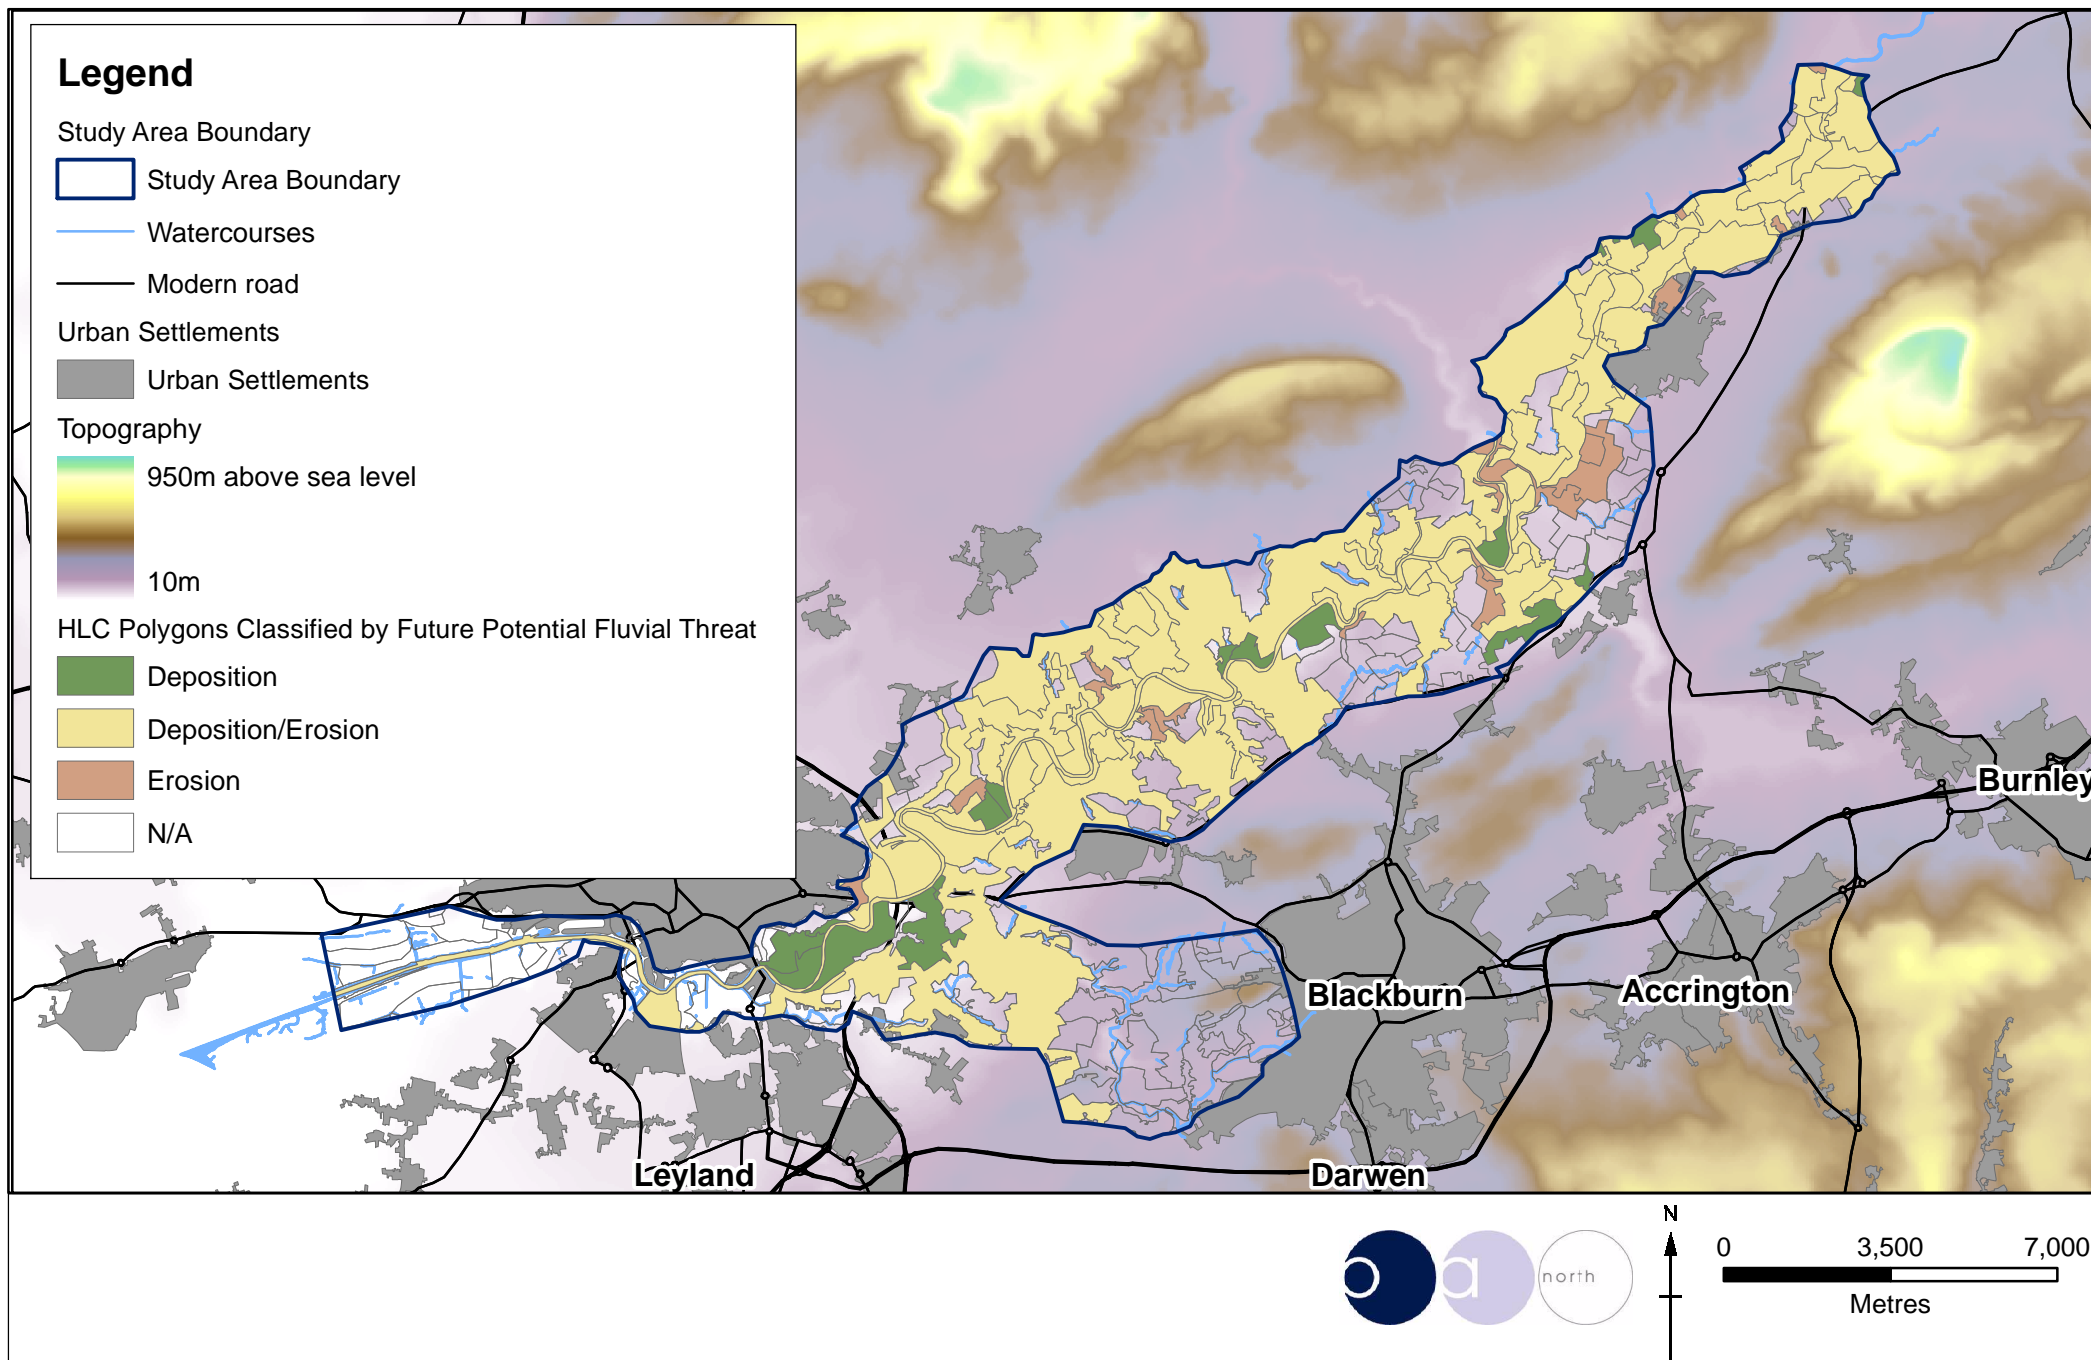 Legend
Study Area Boundary
Study Area Boundary
Watercourses
Modern road
Urban Settlements
Urban Settlements
Topography
950m above sea level
10m
HLC Polygons Classified by Future Potential Fluvial Threat
Deposition
Deposition/Erosion
Erosion
N/A
Burnley
Blackburn
Accrington
Leyland
Darwen
oa north
N
0 3,500 7,000
Metres